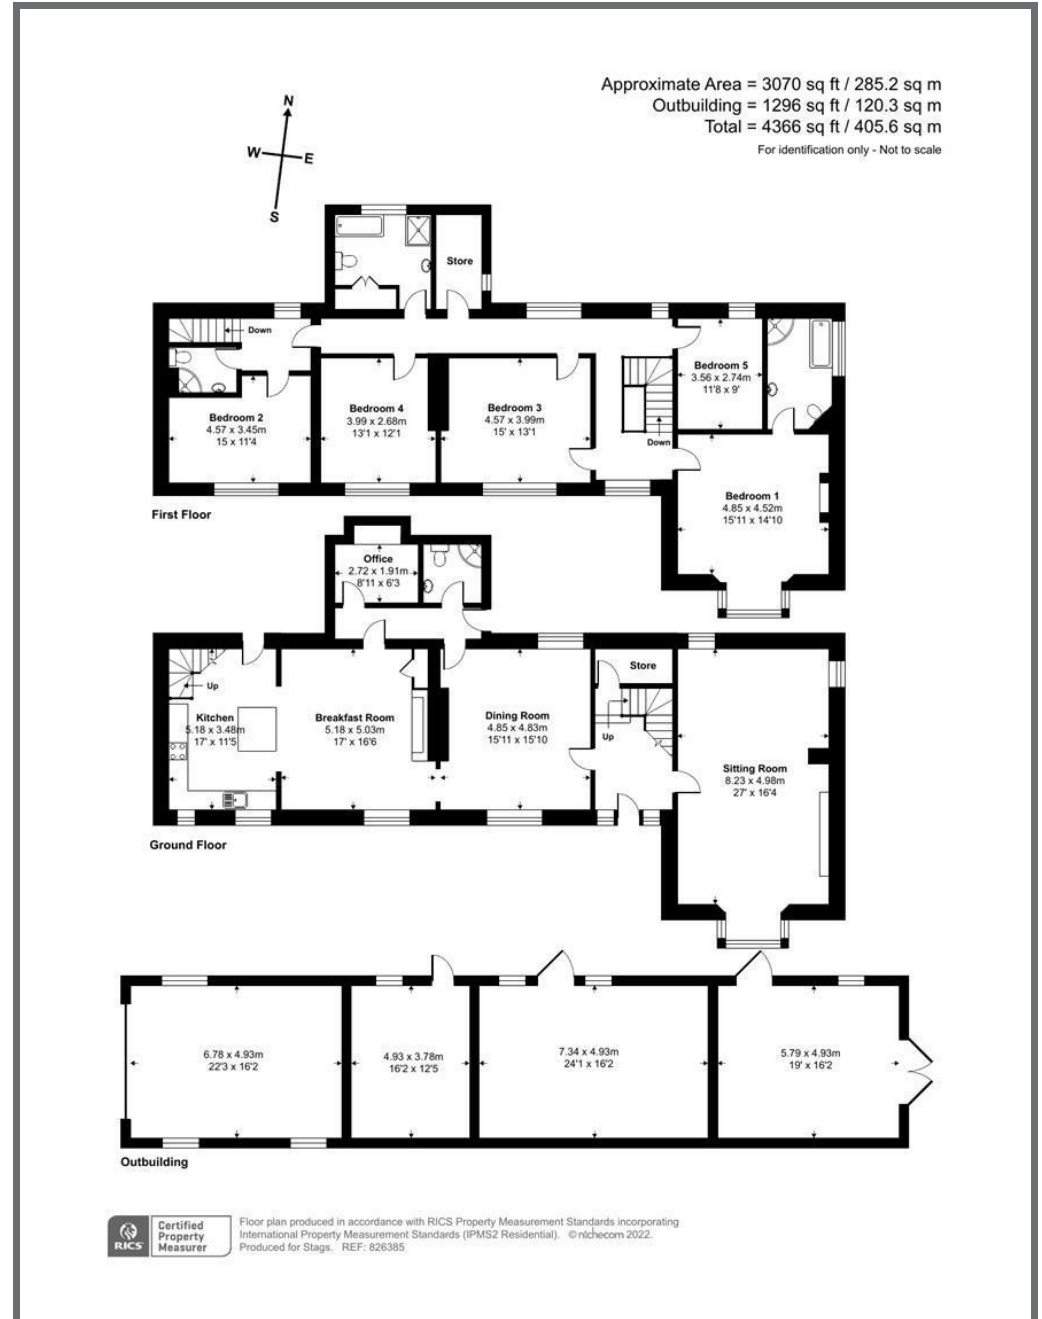 Approximate Area = 3070 sq ft / 285.2 sq m
Outbuilding = 1296 sq ft / 120.3 sq m
Total = 4366 sq ft / 405.6 sq m
For identification only - Not to scale
N
W
E
S
Store
Down
Bedroom 2
4.57 x 3.45m
15 x 11'4
Bedroom 4
3.99 x 2.68m
13'1 x 12'1
Bedroom 3
4.57 x 3.99m
15' x 13'1
Down
Bedroom 5
3.56 x 2.74m
11'8 x 9'
Bedroom 1
4.85 x 4.52m
15'11 x 14'10
First Floor
Office
2.72 x 1.91m
8'11 x 6'3
Up
Kitchen
5.18 x 3.48m
17' x 11'5
Breakfast Room
5.18 x 5.03m
17' x 16'6
Dining Room
4.85 x 4.83m
15'11 x 15'10
Store
Up
Sitting Room
8.23 x 4.98m
27' x 16'4
Ground Floor
6.78 x 4.93m
22'3 x 16'2
4.93 x 3.78m
16'2 x 12'5
7.34 x 4.93m
24'1 x 16'2
5.79 x 4.93m
19' x 16'2
Outbuilding
RICS
Certified
Property
Measurer
Floor plan produced in accordance with RICS Property Measurement Standards incorporating
International Property Measurement Standards (IPMS2 Residential). © nichecom 2022.
Produced for Stags. REF: 826385